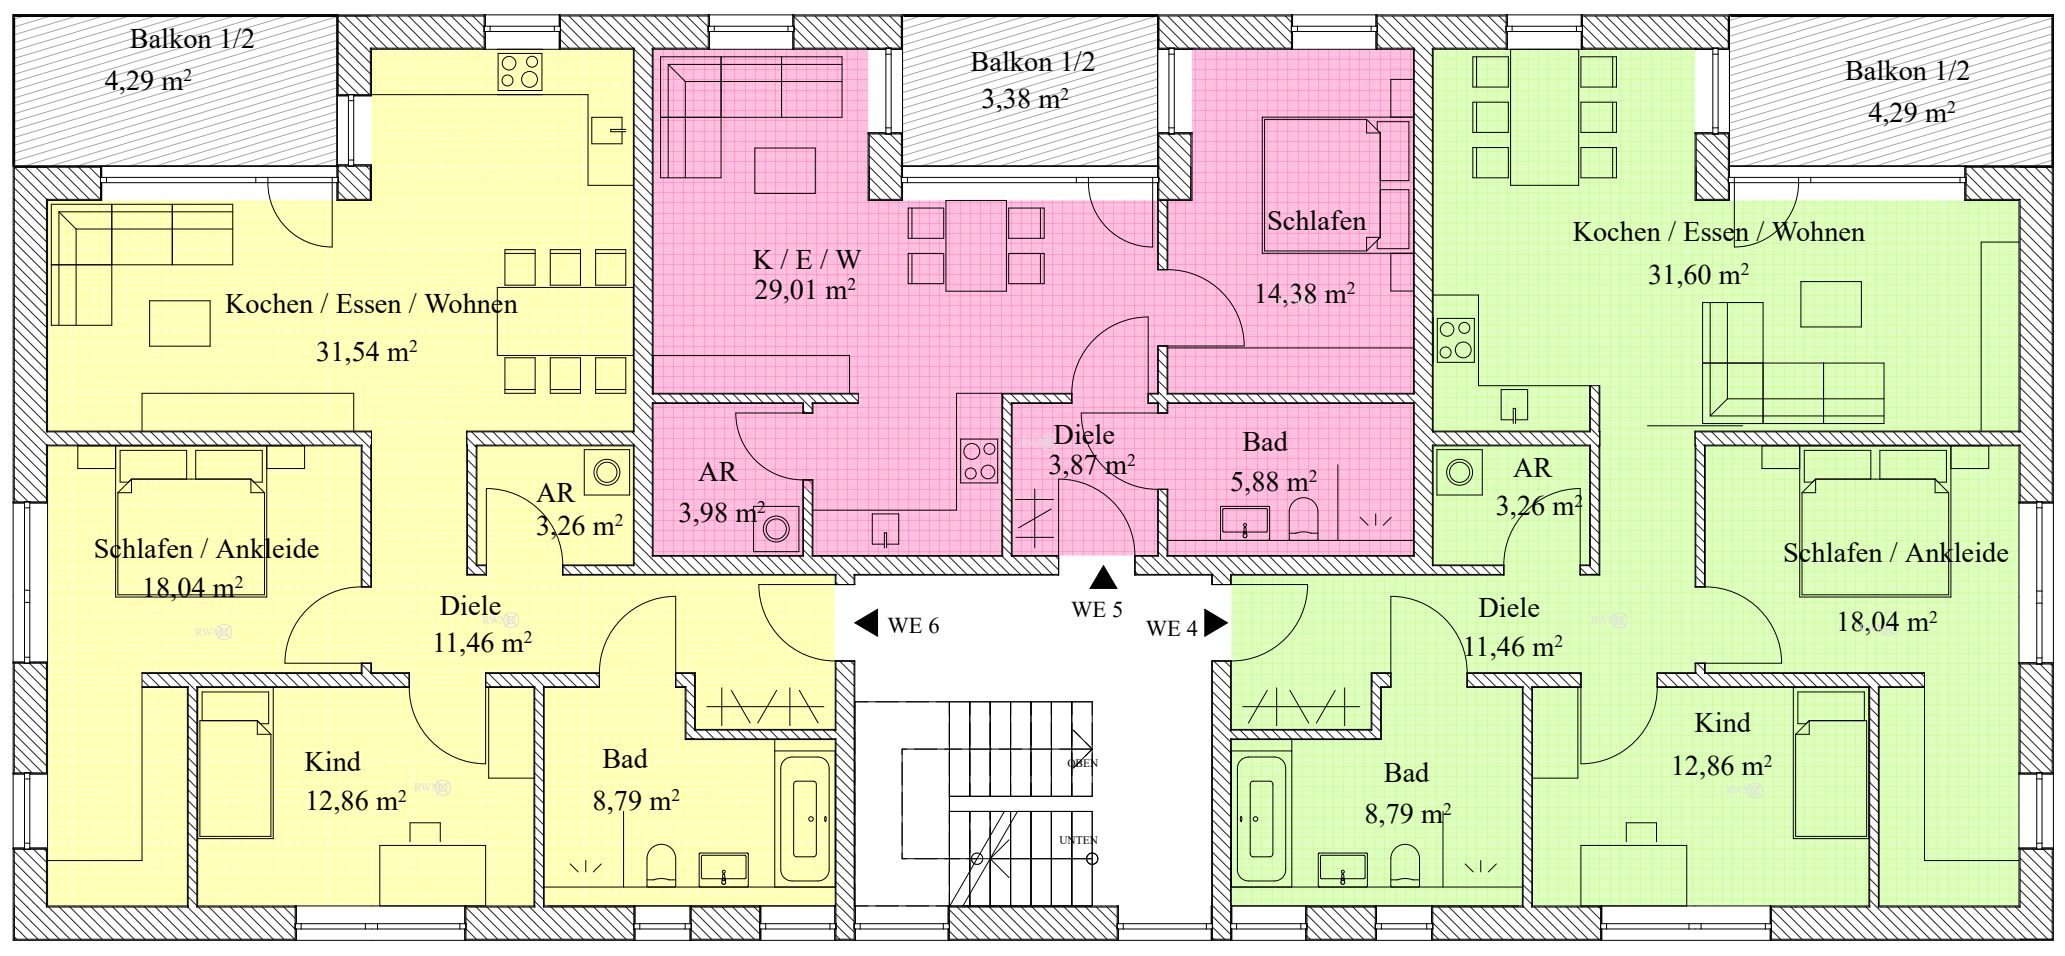 Balkon 1/2
4,29 m²
Balkon 1/2
3,38 m²
Balkon 1/2
4,29 m²
Kochen / Essen / Wohnen
31,54 m²
K / E / W
29,01 m²
Schlafen
14,38 m²
Kochen / Essen / Wohnen
31,60 m²
Schlafen / Ankleide
18,04 m²
AR
3,26 m²
AR
3,98 m²
Diele
3,87 m²
Bad
5,88 m²
AR
3,26 m²
Schlafen / Ankleide
18,04 m²
Diele
11,46 m²
WE 6
WE 5
WE 4
Diele
11,46 m²
Kind
12,86 m²
Bad
8,79 m²
OBEN
UNTEN
Bad
8,79 m²
Kind
12,86 m²